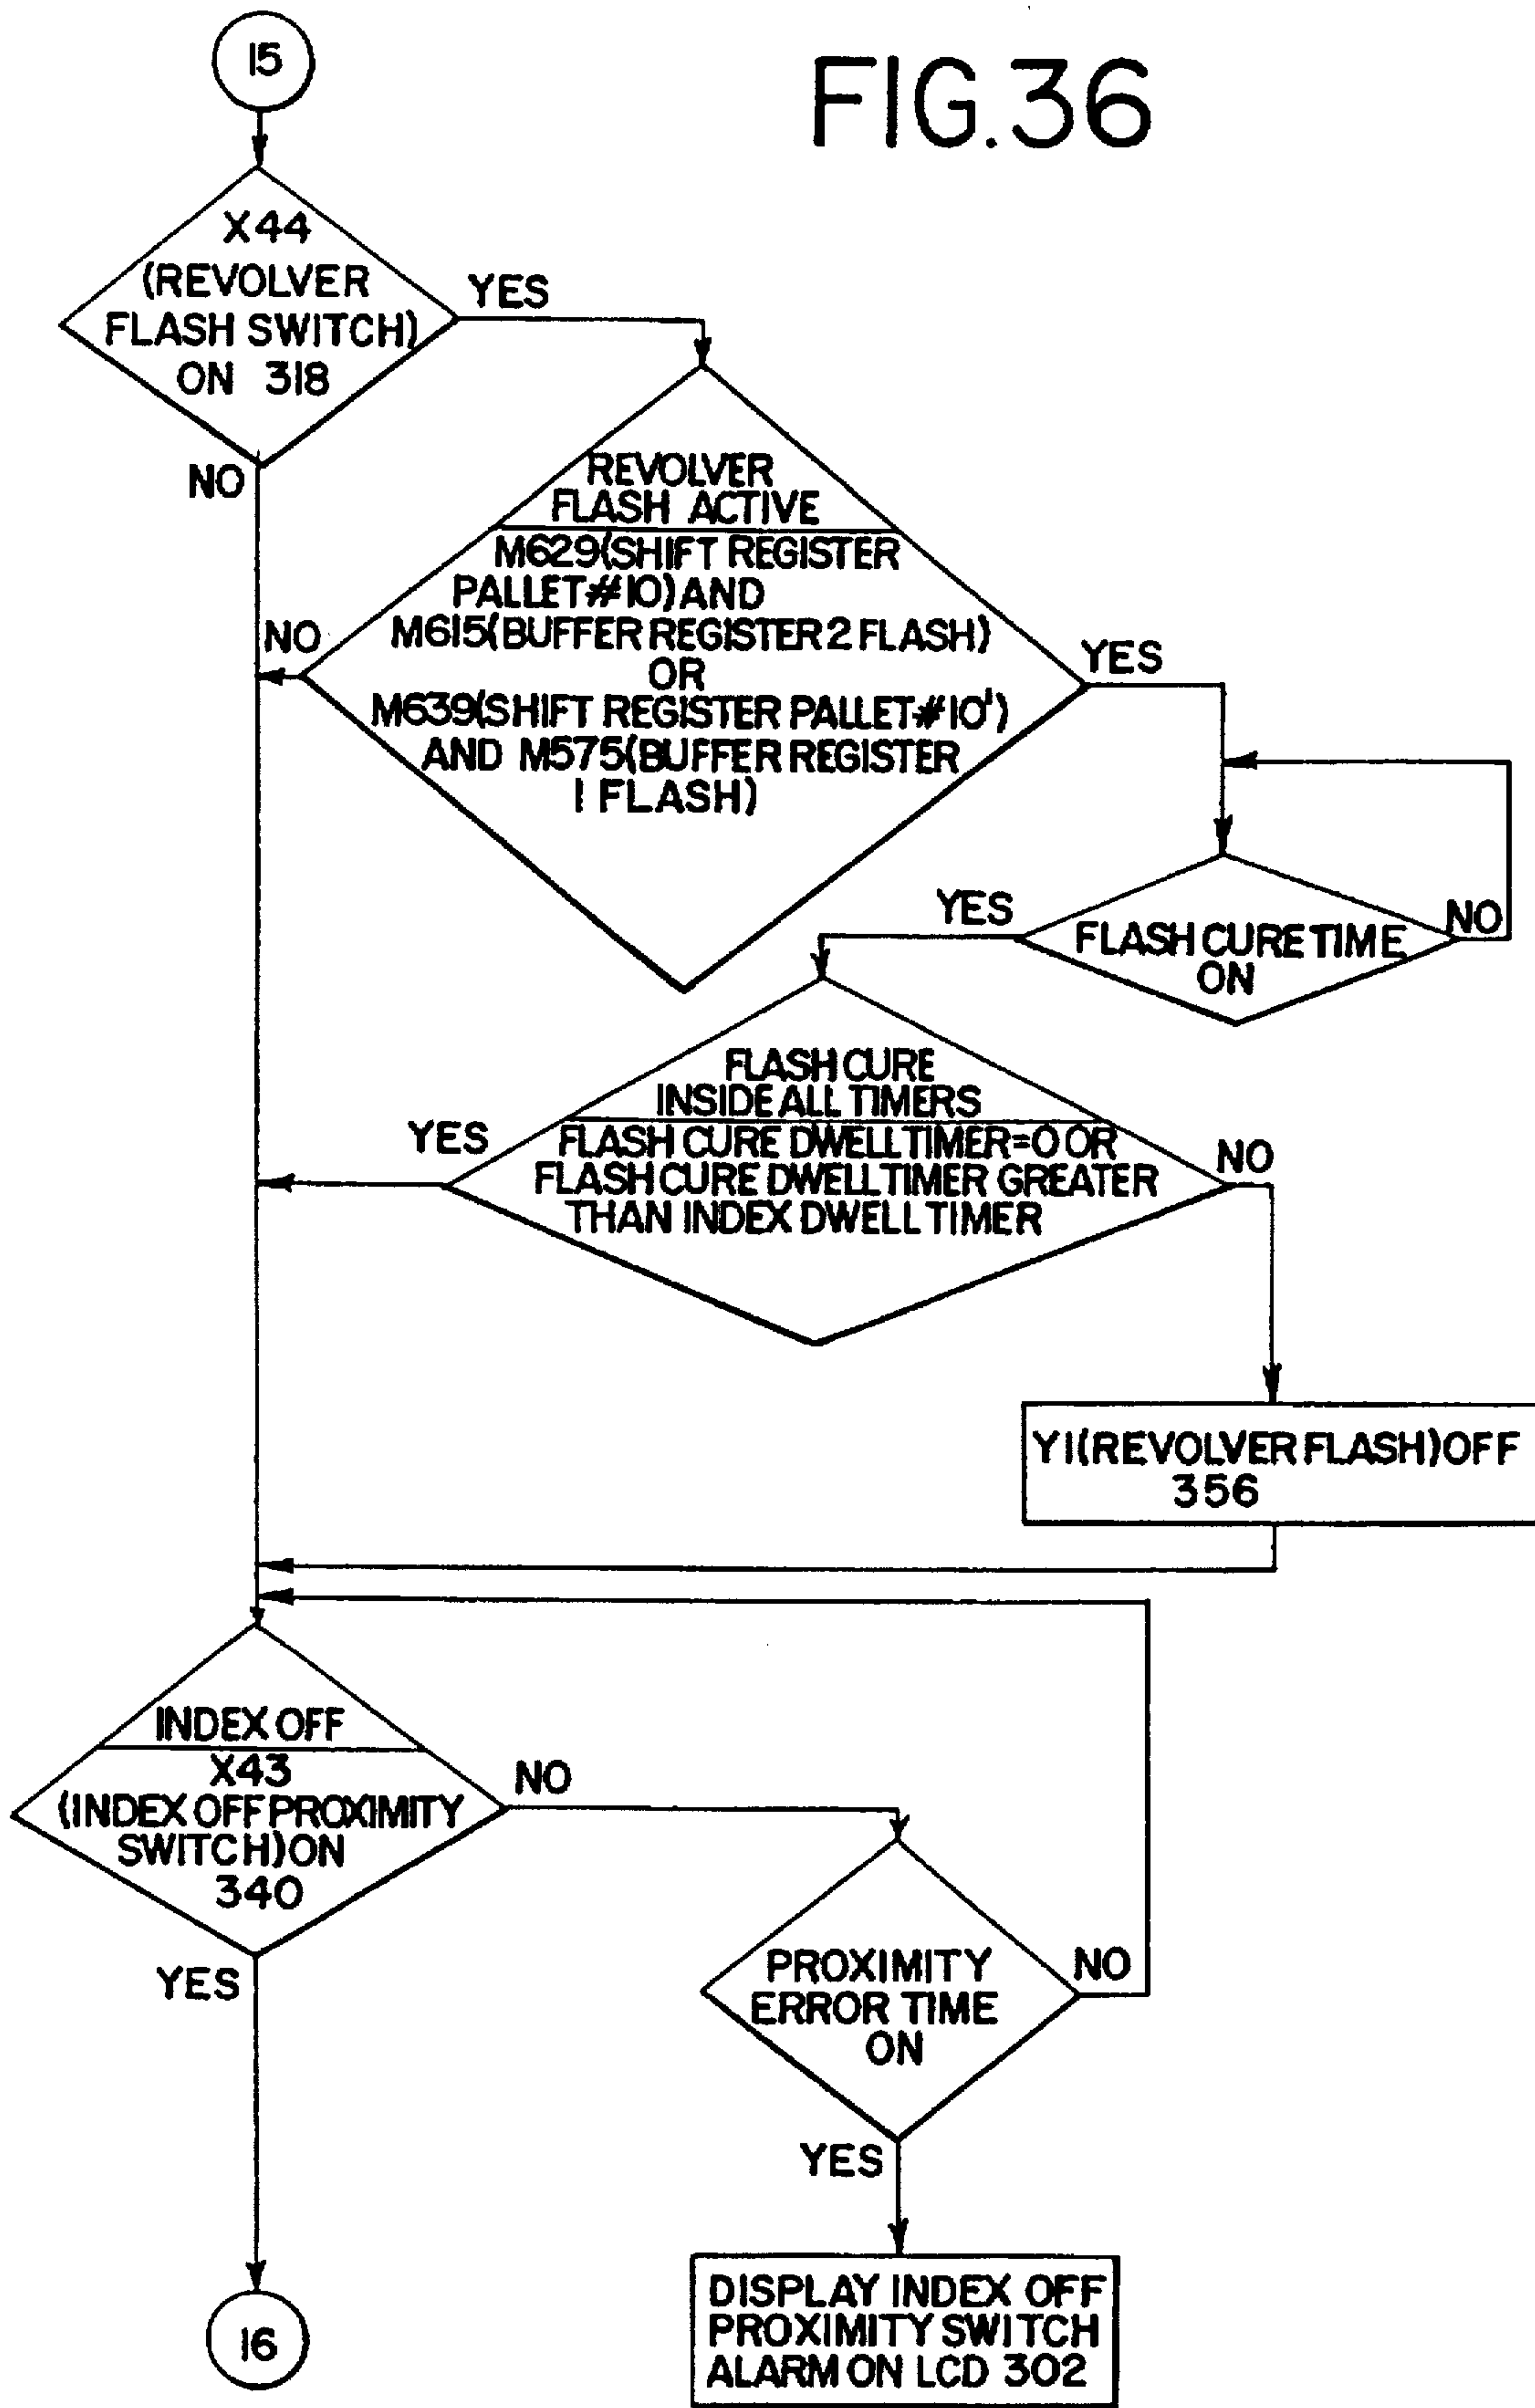 15
FIG.36
X44
(REVOLVER
FLASH SWITCH)
ON 318
YES
NO
REVOLVER
FLASH ACTIVE
M629(SHIFT REGISTER
PALLET#10)AND
M615(BUFFER REGISTER 2 FLASH)
OR
M639(SHIFT REGISTER PALLET#10')
AND M575(BUFFER REGISTER
1 FLASH)
NO
YES
FLASH CURE TIME
ON
YES
NO
FLASH CURE
INSIDE ALL TIMERS
FLASH CURE DWELL TIMER=0 OR
FLASH CURE DWELL TIMER GREATER
THAN INDEX DWELL TIMER
YES
NO
Y1(REVOLVER FLASH)OFF
356
INDEX OFF
X43
(INDEX OFF PROXIMITY
SWITCH)ON
340
NO
YES
PROXIMITY
ERROR TIME
ON
NO
YES
DISPLAY INDEX OFF
PROXIMITY SWITCH
ALARM ON LCD 302
16